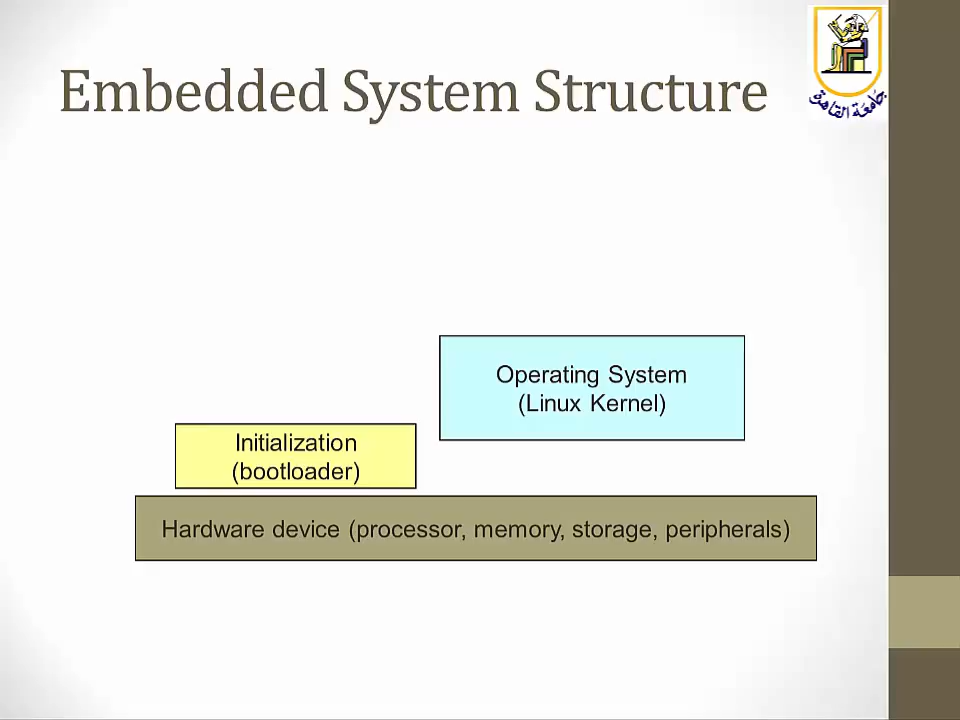 Embedded System Structure
جامعة القاهرة
Operating System
(Linux Kernel)
Initialization
(bootloader)
Hardware device (processor, memory, storage, peripherals)